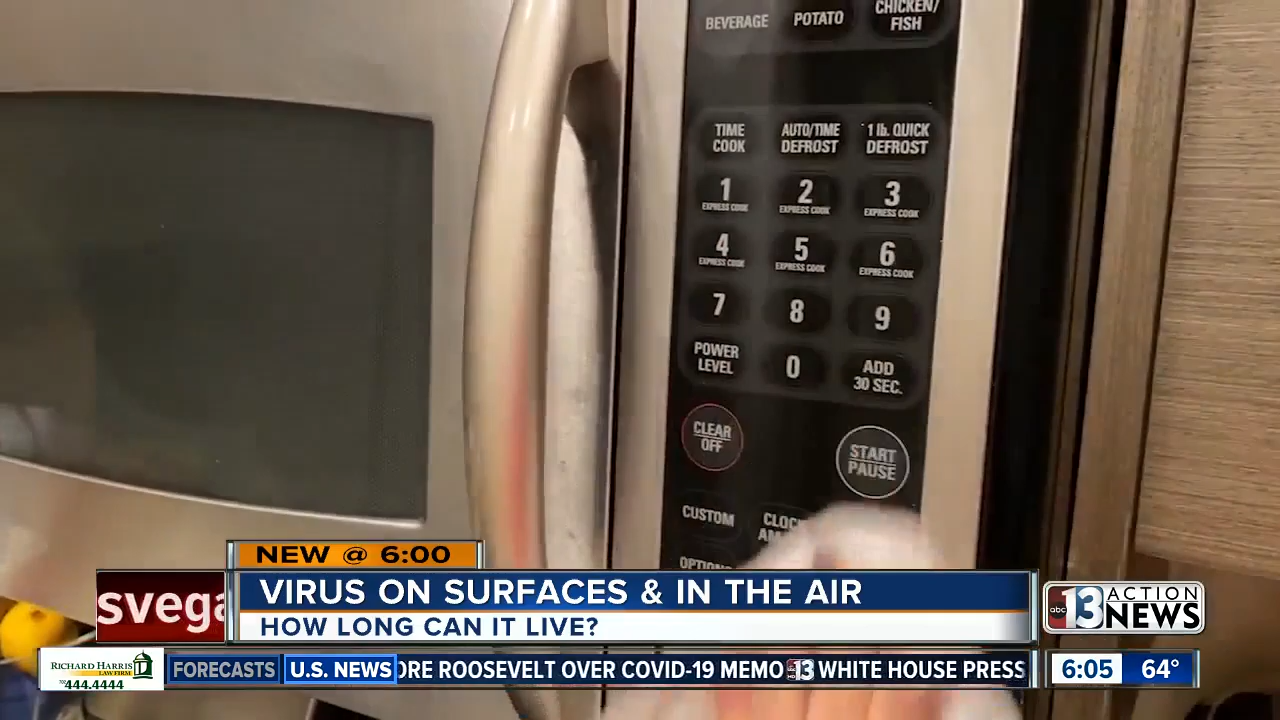 BEVERAGE POTATO CHICKEN/
FISH
TIME
COOK
AUTO/TIME
DEFROST
1 lb. QUICK
DEFROST
1
EXPRESS COOK
2
EXPRESS COOK
3
EXPRESS COOK
4
EXPRESS COOK
5
EXPRESS COOK
6
EXPRESS COOK
7 8 9
POWER
LEVEL
0
ADD
30 SEC.
CLEAR
OFF
START
PAUSE
CUSTOM
NEW @ 6:00
VIRUS ON SURFACES & IN THE AIR
HOW LONG CAN IT LIVE?
svega
abc 13 ACTION
NEWS
RICHARD HARRIS
LAW FIRM
444.4444
FORECASTS U.S. NEWS ORE ROOSEVELT OVER COVID-19 MEMO 13 WHITE HOUSE PRESS
6:05 64°